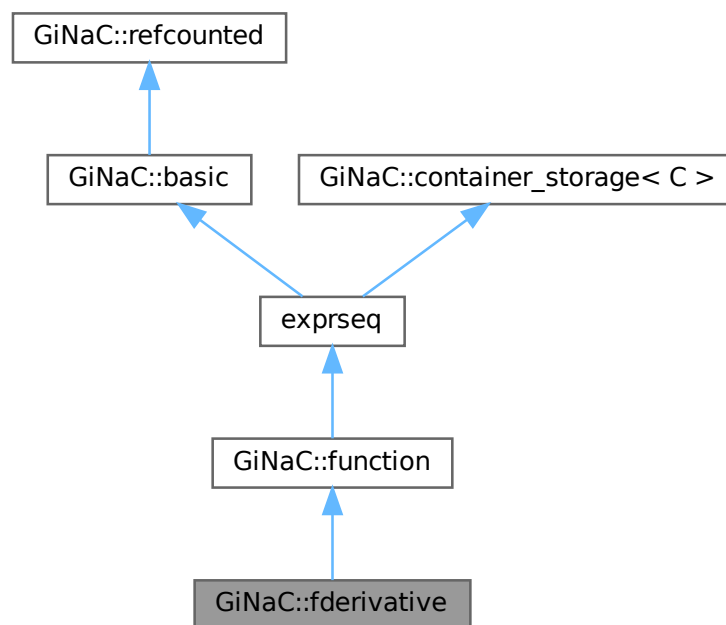 GiNaC::refcounted
GiNaC::basic
GiNaC::container_storage< C >
exprseq
GiNaC::function
GiNaC::fderivative